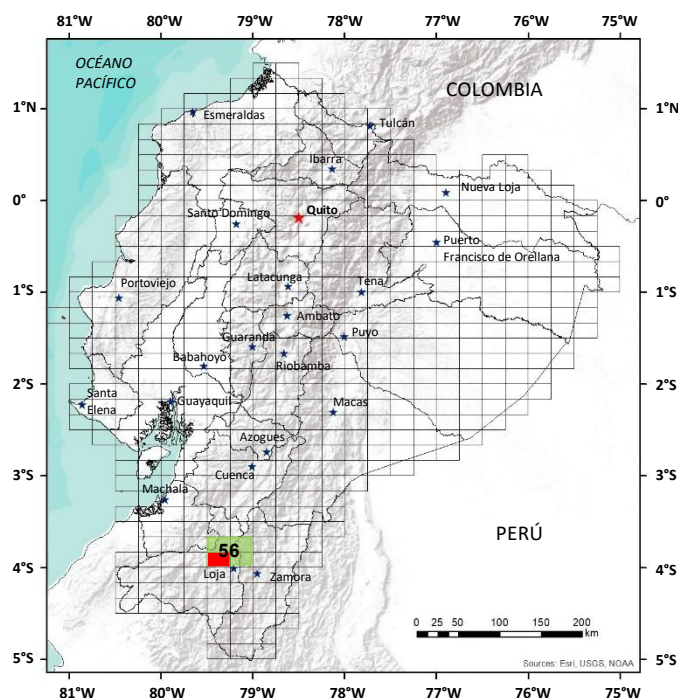 81°W 80°W 79°W 78°W 77°W 76°W 75°W
OCÉANO
PACÍFICO
COLOMBIA
1°N 1°N
Esmeraldas
Tulcán
Ibarra
Nueva Loja
0° 0°
Santo Domingo
Quito
Puerto
Francisco de Orellana
Latacunga
Tena
Portoviejo
1°S 1°S
Ambato
Puyo
Guaranda
Babahoyo
Riobamba
2°S 2°S
Santa
Elena
Guayaquil
Macas
Azogues
3°S 3°S
Cuenca
Machala
PERÚ
56
4°S 4°S
Loja
Zamora
0 25 50 100 150 200
km
5°S 5°S
Sources: Esri, USGS, NOAA
81°W 80°W 79°W 78°W 77°W 76°W 75°W